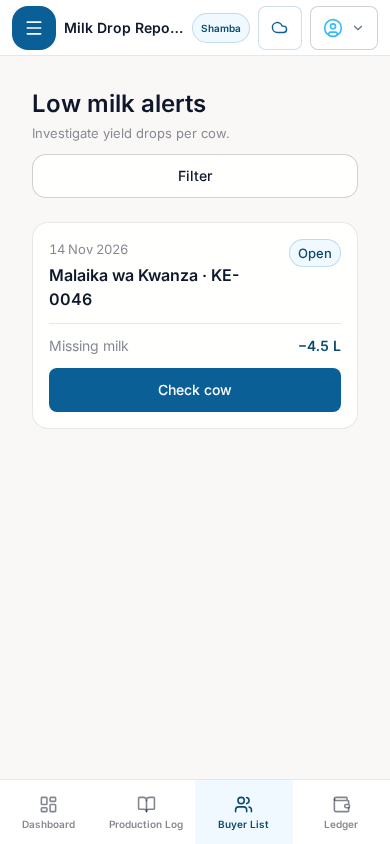 Milk Drop Repo...
Shamba
Low milk alerts
Investigate yield drops per cow.
Filter
14 Nov 2026
Open
Malaika wa Kwanza · KE-
0046
Missing milk
−4.5 L
Check cow
Dashboard
Production Log
Buyer List
Ledger